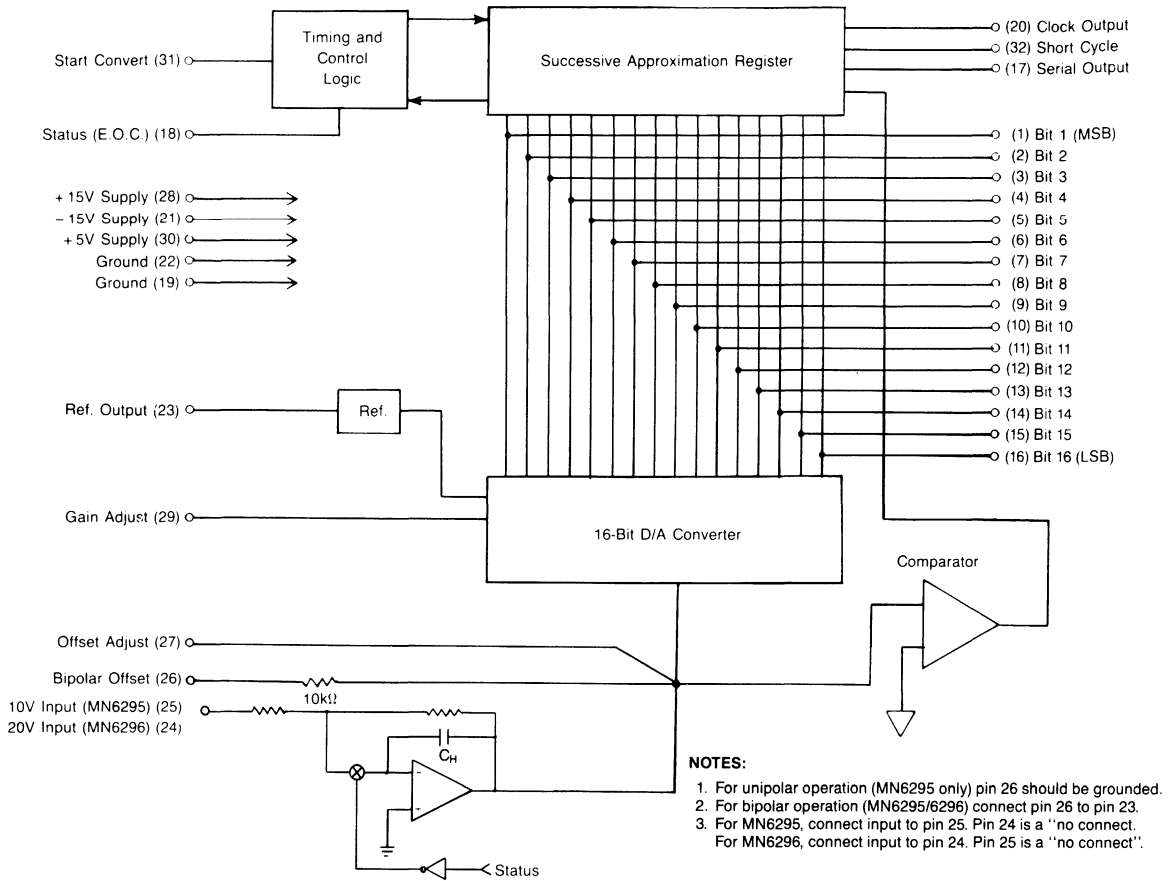 Timing and
Control
Logic
Successive Approximation Register
Start Convert (31)
Status (E.O.C.) (18)
(20) Clock Output
(32) Short Cycle
(17) Serial Output
+ 15V Supply (28)
– 15V Supply (21)
+ 5V Supply (30)
Ground (22)
Ground (19)
(1) Bit 1 (MSB)
(2) Bit 2
(3) Bit 3
(4) Bit 4
(5) Bit 5
(6) Bit 6
(7) Bit 7
(8) Bit 8
(9) Bit 9
(10) Bit 10
(11) Bit 11
(12) Bit 12
(13) Bit 13
(14) Bit 14
(15) Bit 15
(16) Bit 16 (LSB)
Ref. Output (23)
Ref.
Gain Adjust (29)
16-Bit D/A Converter
Comparator
Offset Adjust (27)
Bipolar Offset (26)
10kΩ
10V Input (MN6295) (25)
20V Input (MN6296) (24)
CH
–
+
Status
NOTES:
1. For unipolar operation (MN6295 only) pin 26 should be grounded.
2. For bipolar operation (MN6295/6296) connect pin 26 to pin 23.
3. For MN6295, connect input to pin 25. Pin 24 is a ''no connect.
For MN6296, connect input to pin 24. Pin 25 is a ''no connect''.